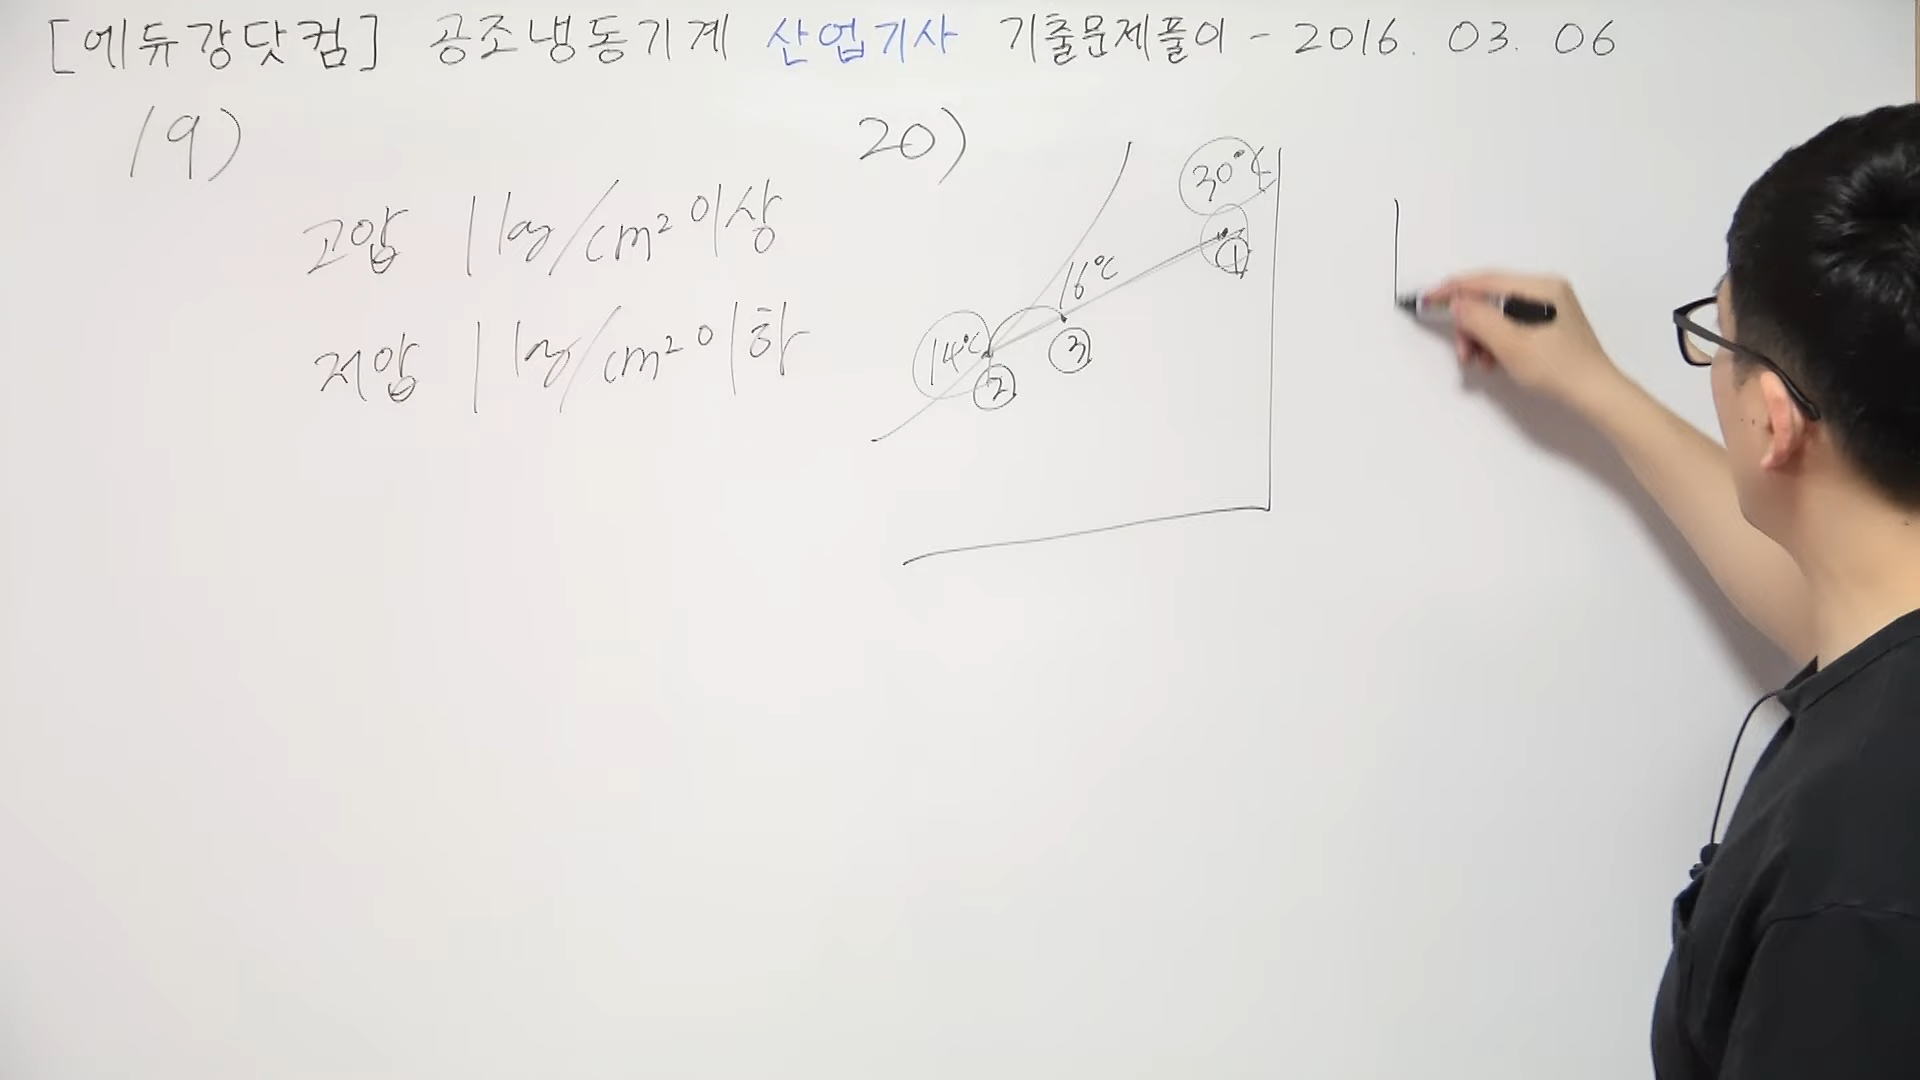 [에듀강닷컴] 공조냉동기계 산업기사 기출문제풀이 - 2016. 03. 06
19)
고압 1kg/cm² 이상
저압 1kg/cm² 이하
20)
30℃
①
16℃
14℃
②
③